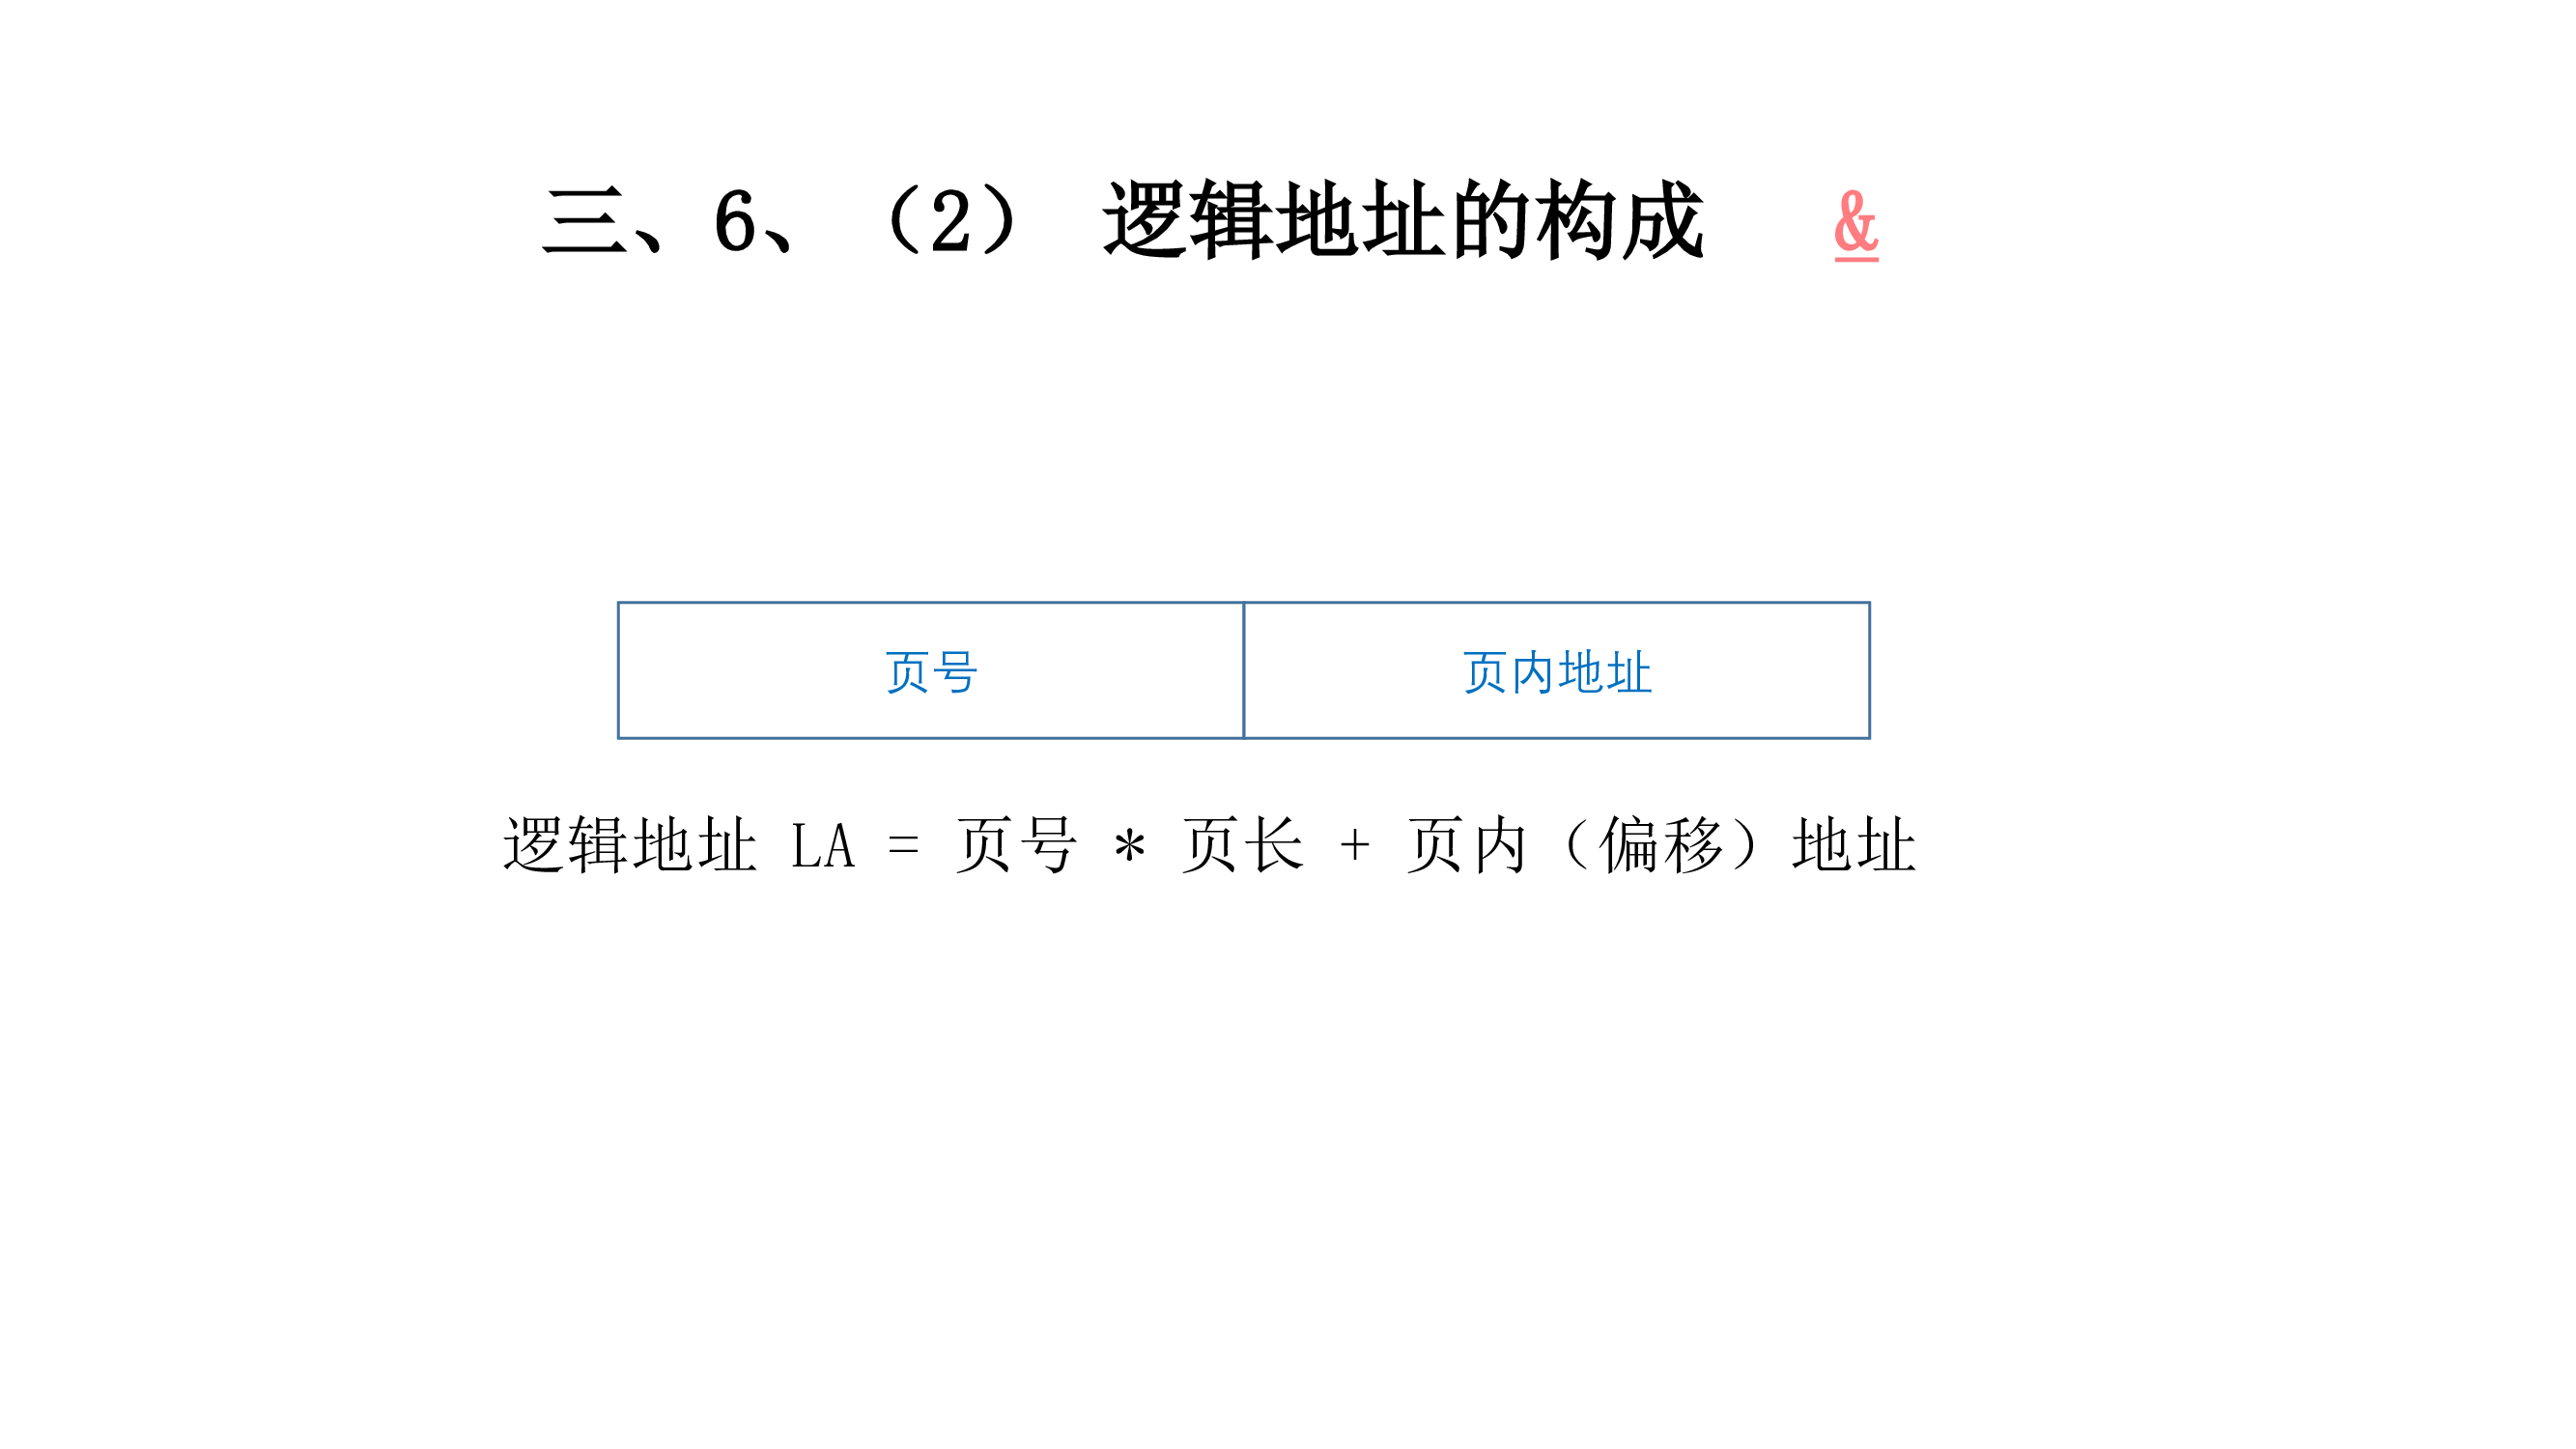 三、6、（2） 逻辑地址的构成 &
页号 页内地址
逻辑地址 LA = 页号 * 页长 + 页内（偏移）地址